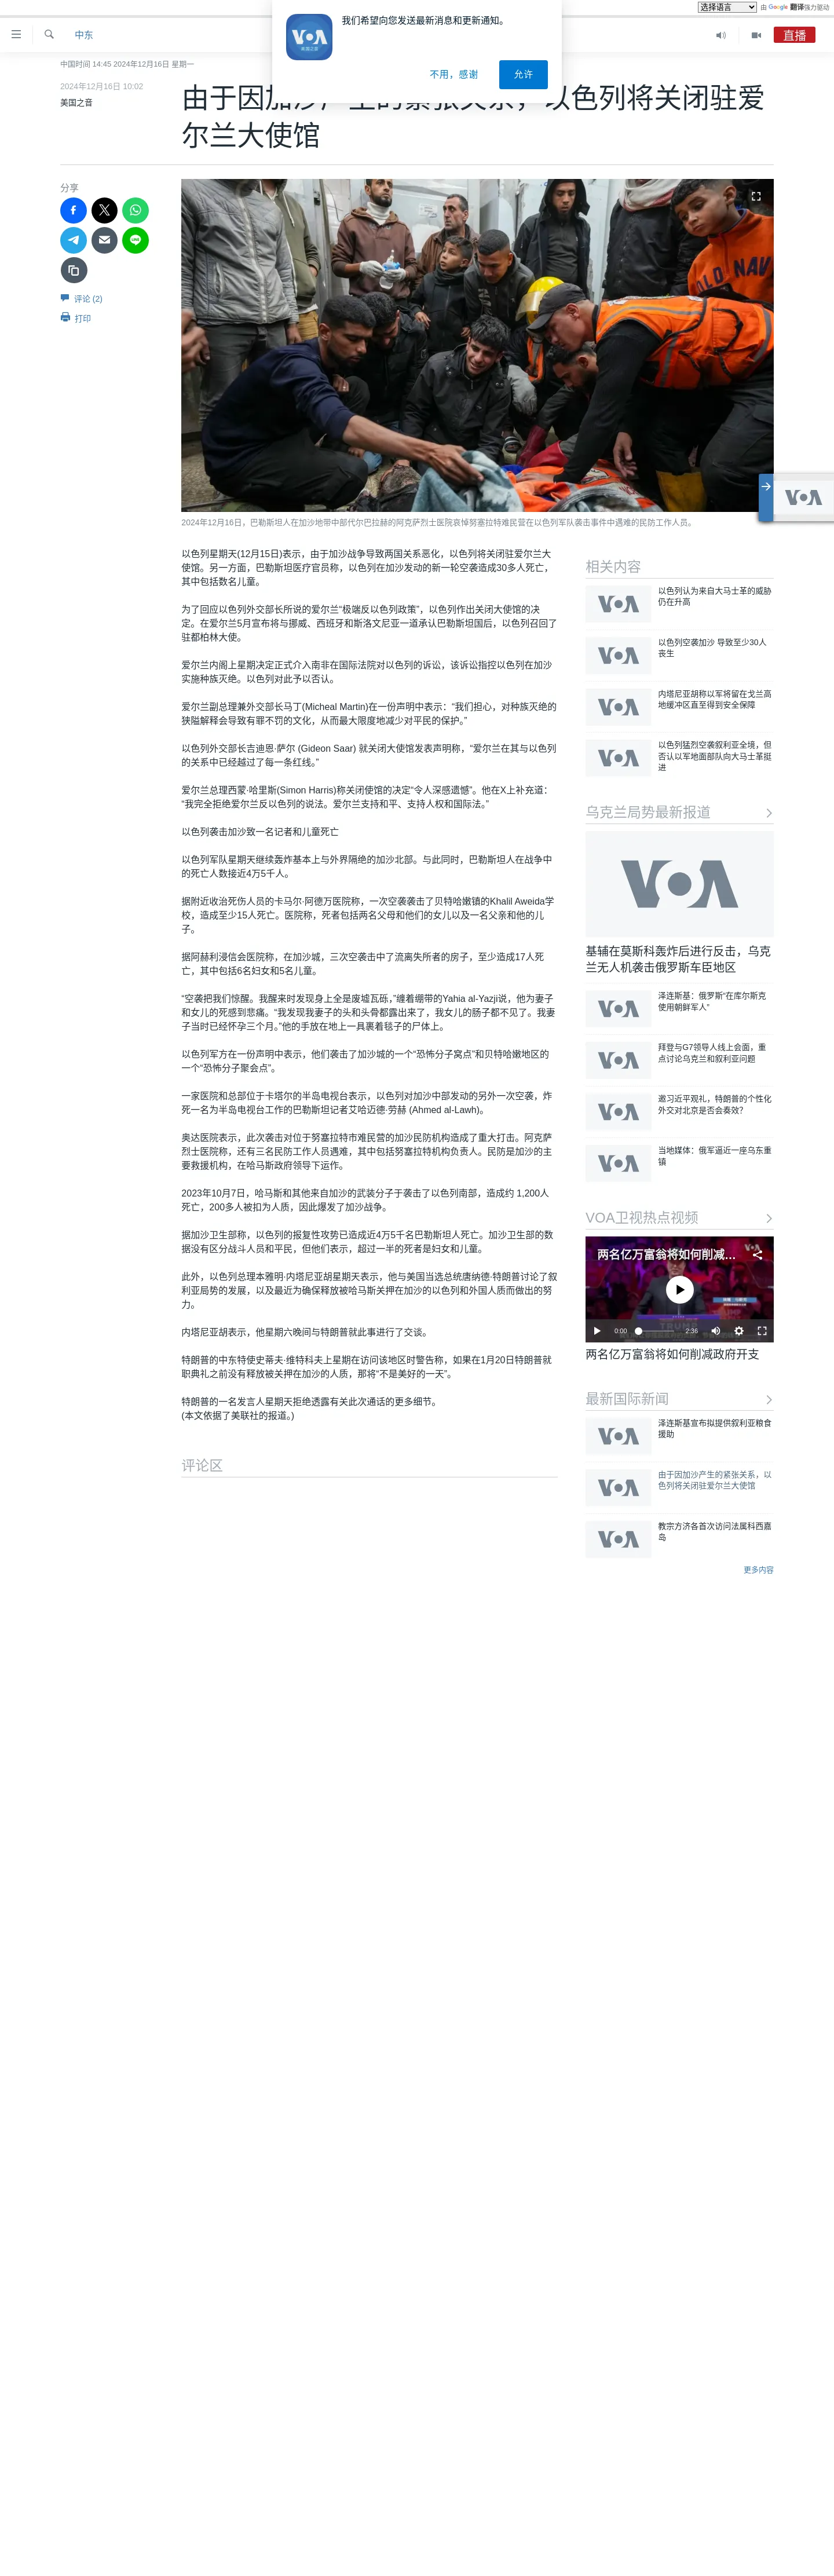 选择语言
由 Google 翻译强力驱动
VOA
美国之音
我们希望向您发送最新消息和更新通知。
不用，感谢
允许
中东
直播
中国时间 14:45 2024年12月16日 星期一
2024年12月16日 10:02
美国之音
以色列将关闭驻爱
尔兰大使馆
分享
评论 (2)
打印
2024年12月16日，巴勒斯坦人在加沙地带中部代尔巴拉赫的阿克萨烈士医院哀悼努塞拉特难民营在以色列军队袭击事件中遇难的民防工作人员。
VOA
以色列星期天(12月15日)表示，由于加沙战争导致两国关系恶化，以色列将关闭驻爱尔兰大
使馆。另一方面，巴勒斯坦医疗官员称，以色列在加沙发动的新一轮空袭造成30多人死亡，
其中包括数名儿童。
为了回应以色列外交部长所说的爱尔兰“极端反以色列政策”，以色列作出关闭大使馆的决
定。在爱尔兰5月宣布将与挪威、西班牙和斯洛文尼亚一道承认巴勒斯坦国后，以色列召回了
驻都柏林大使。
爱尔兰内阁上星期决定正式介入南非在国际法院对以色列的诉讼，该诉讼指控以色列在加沙
实施种族灭绝。以色列对此予以否认。
爱尔兰副总理兼外交部长马丁(Micheal Martin)在一份声明中表示：“我们担心，对种族灭绝的
狭隘解释会导致有罪不罚的文化，从而最大限度地减少对平民的保护。”
以色列外交部长吉迪恩·萨尔 (Gideon Saar) 就关闭大使馆发表声明称，“爱尔兰在其与以色列
的关系中已经越过了每一条红线。”
爱尔兰总理西蒙·哈里斯(Simon Harris)称关闭使馆的决定“令人深感遗憾”。他在X上补充道：
“我完全拒绝爱尔兰反以色列的说法。爱尔兰支持和平、支持人权和国际法。”
以色列袭击加沙致一名记者和儿童死亡
以色列军队星期天继续轰炸基本上与外界隔绝的加沙北部。与此同时，巴勒斯坦人在战争中
的死亡人数接近4万5千人。
据附近收治死伤人员的卡马尔·阿德万医院称，一次空袭袭击了贝特哈嫩镇的Khalil Aweida学
校，造成至少15人死亡。医院称，死者包括两名父母和他们的女儿以及一名父亲和他的儿
子。
据阿赫利浸信会医院称，在加沙城，三次空袭击中了流离失所者的房子，至少造成17人死
亡，其中包括6名妇女和5名儿童。
“空袭把我们惊醒。我醒来时发现身上全是废墟瓦砾,”缠着绷带的Yahia al-Yazji说，他为妻子
和女儿的死感到悲痛。“我发现我妻子的头和头骨都露出来了，我女儿的肠子都不见了。我妻
子当时已经怀孕三个月。”他的手放在地上一具裹着毯子的尸体上。
以色列军方在一份声明中表示，他们袭击了加沙城的一个“恐怖分子窝点”和贝特哈嫩地区的
一个“恐怖分子聚会点”。
一家医院和总部位于卡塔尔的半岛电视台表示，以色列对加沙中部发动的另外一次空袭，炸
死一名为半岛电视台工作的巴勒斯坦记者艾哈迈德·劳赫 (Ahmed al-Lawh)。
奥达医院表示，此次袭击对位于努塞拉特市难民营的加沙民防机构造成了重大打击。阿克萨
烈士医院称，还有三名民防工作人员遇难，其中包括努塞拉特机构负责人。民防是加沙的主
要救援机构，在哈马斯政府领导下运作。
2023年10月7日，哈马斯和其他来自加沙的武装分子在袭击了以色列南部，造成约 1,200人
死亡，200多人被扣为人质，因此爆发了加沙战争。
据加沙卫生部称，以色列的报复性攻势已造成近4万5千名巴勒斯坦人死亡。加沙卫生部的数
据没有区分战斗人员和平民，但他们表示，超过一半的死者是妇女和儿童。
此外，以色列总理本雅明·内塔尼亚胡星期天表示，他与美国当选总统唐纳德·特朗普讨论了叙
利亚局势的发展，以及最近为确保释放被哈马斯关押在加沙的以色列和外国人质而做出的努
力。
内塔尼亚胡表示，他星期六晚间与特朗普就此事进行了交谈。
特朗普的中东特使史蒂夫·维特科夫上星期在访问该地区时警告称，如果在1月20日特朗普就
职典礼之前没有释放被关押在加沙的人质，那将“不是美好的一天”。
特朗普的一名发言人星期天拒绝透露有关此次通话的更多细节。
(本文依据了美联社的报道。)
评论区
相关内容
VOA
以色列认为来自大马士革的威胁
仍在升高
VOA
以色列空袭加沙 导致至少30人
丧生
VOA
内塔尼亚胡称以军将留在戈兰高
地缓冲区直至得到安全保障
VOA
以色列猛烈空袭叙利亚全境，但
否认以军地面部队向大马士革挺
进
乌克兰局势最新报道
VOA
基辅在莫斯科轰炸后进行反击，乌克
兰无人机袭击俄罗斯车臣地区
VOA
泽连斯基：俄罗斯“在库尔斯克
使用朝鲜军人”
VOA
拜登与G7领导人线上会面，重
点讨论乌克兰和叙利亚问题
VOA
邀习近平观礼，特朗普的个性化
外交对北京是否会奏效？
VOA
当地媒体：俄军逼近一座乌东重
镇
VOA卫视热点视频
两名亿万富翁将如何削减...
VOA
0:00
2:36
两名亿万富翁将如何削减政府开支
最新国际新闻
VOA
泽连斯基宣布拟提供叙利亚粮食
援助
VOA
由于因加沙产生的紧张关系，以
色列将关闭驻爱尔兰大使馆
VOA
教宗方济各首次访问法属科西嘉
岛
更多内容